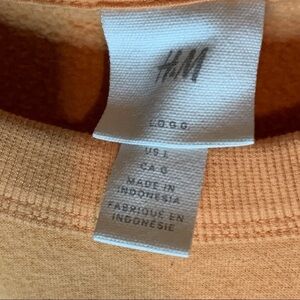 H&M
L.O.G.G.
US L
CA G
MADE IN
INDONESIA
FABRIQUÉ EN
INDONÉSIE